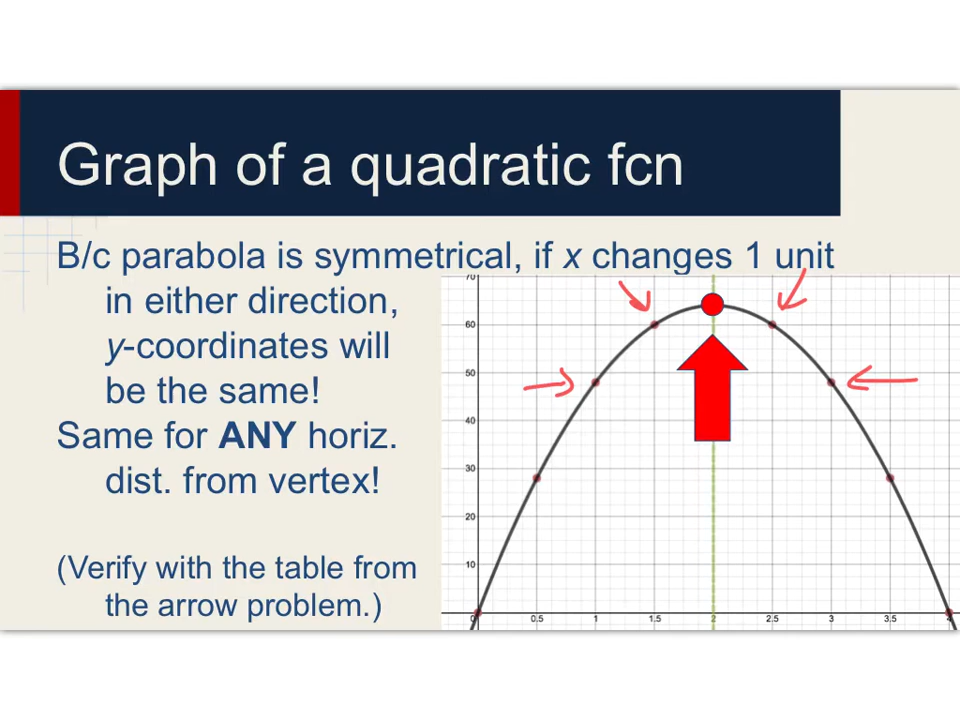 Graph of a quadratic fcn
B/c parabola is symmetrical, if x changes 1 unit
in either direction,
y-coordinates will
be the same!
Same for ANY horiz.
dist. from vertex!
(Verify with the table from
the arrow problem.)
70
60
50
40
30
20
10
0 0.5 1 1.5 2 2.5 3 3.5 4